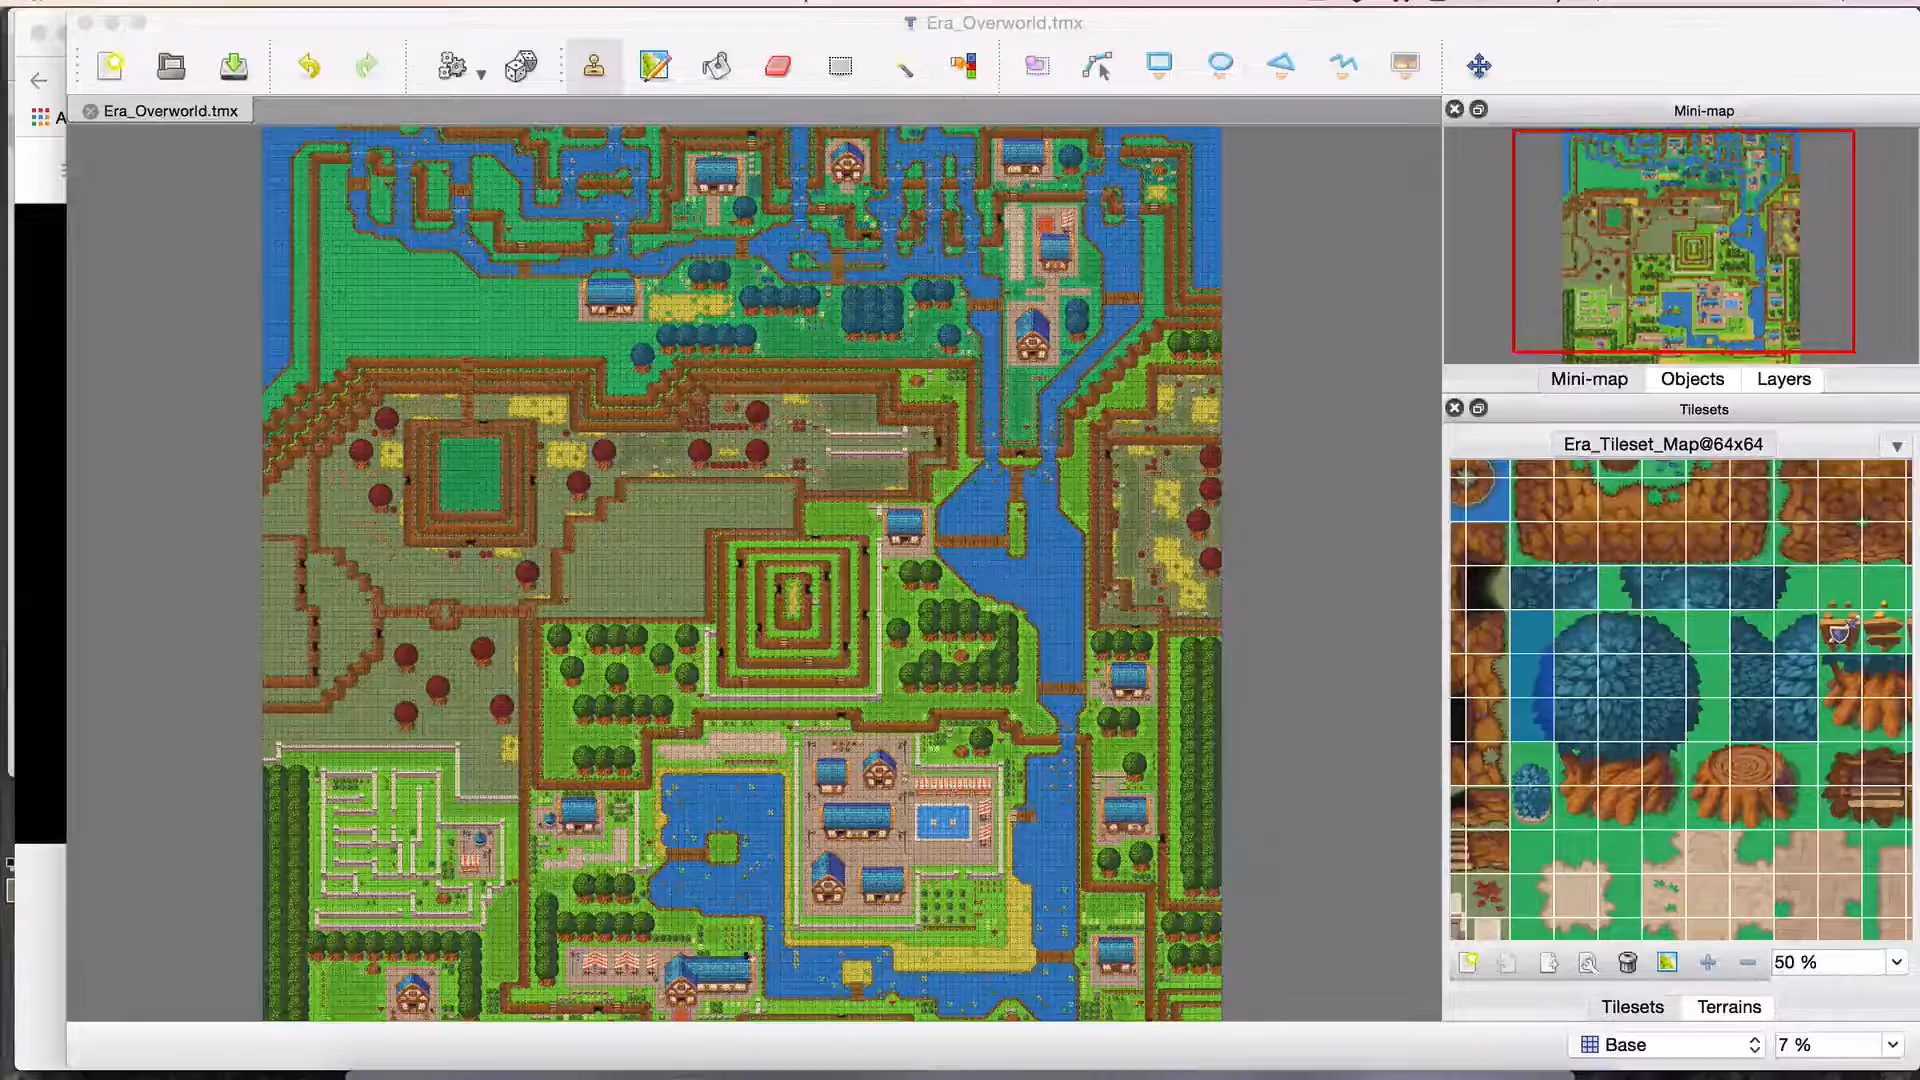 Era_Overworld.tmx
Era_Overworld.tmx
A
Mini-map
Mini-map
Objects
Layers
Tilesets
Era_Tileset_Map@64x64
50 %
Tilesets
Terrains
Base
7 %